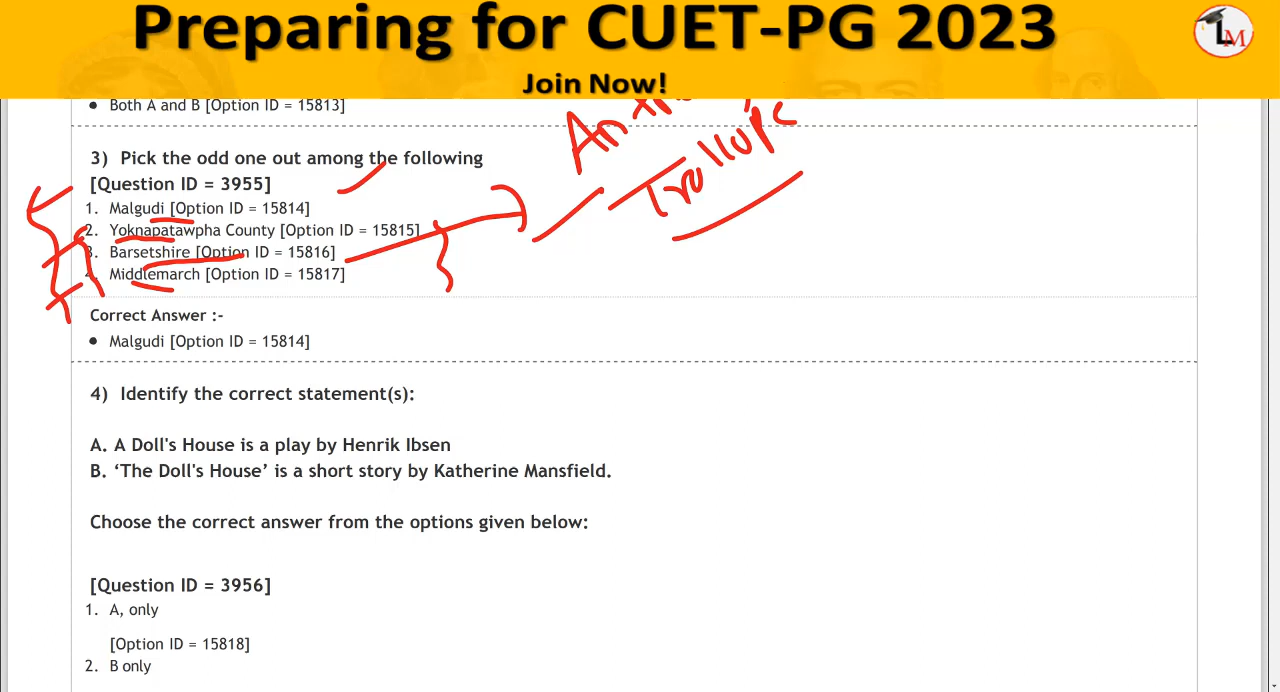 Preparing for CUET-PG 2023
Join Now!
LM
• Both A and B [Option ID = 15813]
3) Pick the odd one out among the following
[Question ID = 3955]
1. Malgudi [Option ID = 15814]
2. Yoknapatawpha County [Option ID = 15815]
3. Barsetshire [Option ID = 15816]
4. Middlemarch [Option ID = 15817]
Trollope
Correct Answer :-
• Malgudi [Option ID = 15814]
4) Identify the correct statement(s):
A. A Doll's House is a play by Henrik Ibsen
B. ‘The Doll's House’ is a short story by Katherine Mansfield.
Choose the correct answer from the options given below:
[Question ID = 3956]
1. A, only
[Option ID = 15818]
2. B only